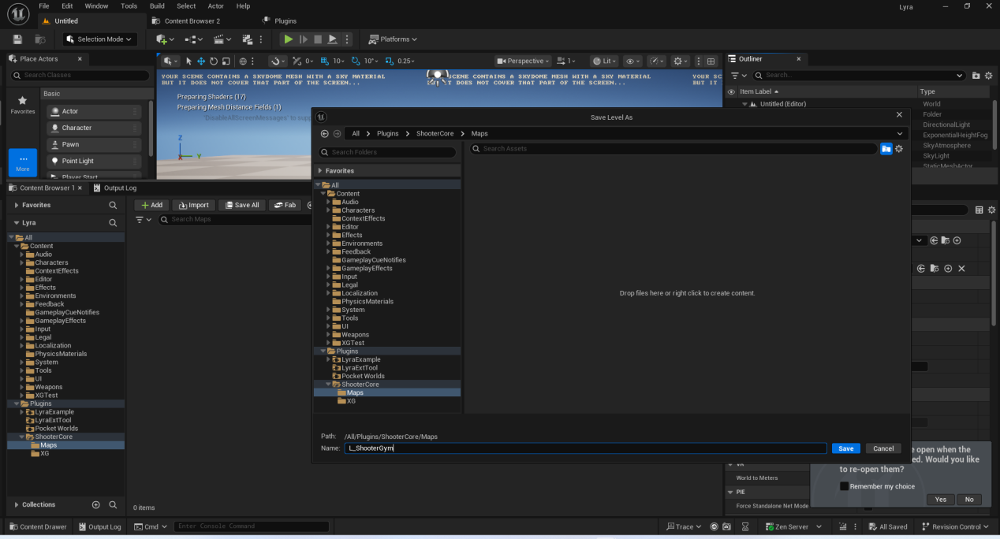 File Edit Window Tools Build Select Actor Help
Lyra
Untitled
Content Browser 2
Plugins
Selection Mode
Platforms
Place Actors
Search Classes
Basic
Favorites
Actor
Character
Pawn
Point Light
Player Start
More
10
10°
0.25
Perspective
1
Lit
YOUR SCENE CONTAINS A SKYDOME MESH WITH A SKY MATERIAL
BUT IT DOES NOT COVER THAT PART OF THE SCREEN...
SCENE CONTAINS A SKYDOME MESH WITH A SKY MATERIAL
IT DOES NOT COVER THAT PART OF THE SCREEN...
YOUR SC
BUT IT
Preparing Shaders (17)
Preparing Mesh Distance Fields (1)
'DisableAllScreenMessages' to supp
Z
X
Y
Outliner
Search...
Item Label
Type
Untitled (Editor)
World
Folder
DirectionalLight
ExponentialHeightFog
SkyAtmosphere
SkyLight
StaticMeshActor
Content Browser 1
Output Log
Favorites
Lyra
All
Content
Audio
Characters
ContextEffects
Editor
Effects
Environments
Feedback
GameplayCueNotifies
GameplayEffects
Input
Legal
Localization
PhysicsMaterials
System
Tools
UI
Weapons
XGTest
Plugins
LyraExample
LyraExtTool
Pocket Worlds
ShooterCore
Maps
XG
Collections
Add
Import
Save All
Fab
Search Maps
0 items
Save Level As
All > Plugins > ShooterCore > Maps
Search Folders
Search Assets
Favorites
All
Content
Audio
Characters
ContextEffects
Editor
Effects
Environments
Feedback
GameplayCueNotifies
GameplayEffects
Input
Legal
Localization
PhysicsMaterials
System
Tools
UI
Weapons
XGTest
Plugins
LyraExample
LyraExtTool
Pocket Worlds
ShooterCore
Maps
XG
Drop files here or right click to create content.
Path: /All/Plugins/ShooterCore/Maps
Name: L_ShooterGym
Save
Cancel
VR
World to Meters
PIE
Force Standalone Net Mode
e open when the
ed. Would you like
to re-open them?
Remember my choice
Yes
No
Content Drawer
Output Log
Cmd
Enter Console Command
Trace
Zen Server
All Saved
Revision Control